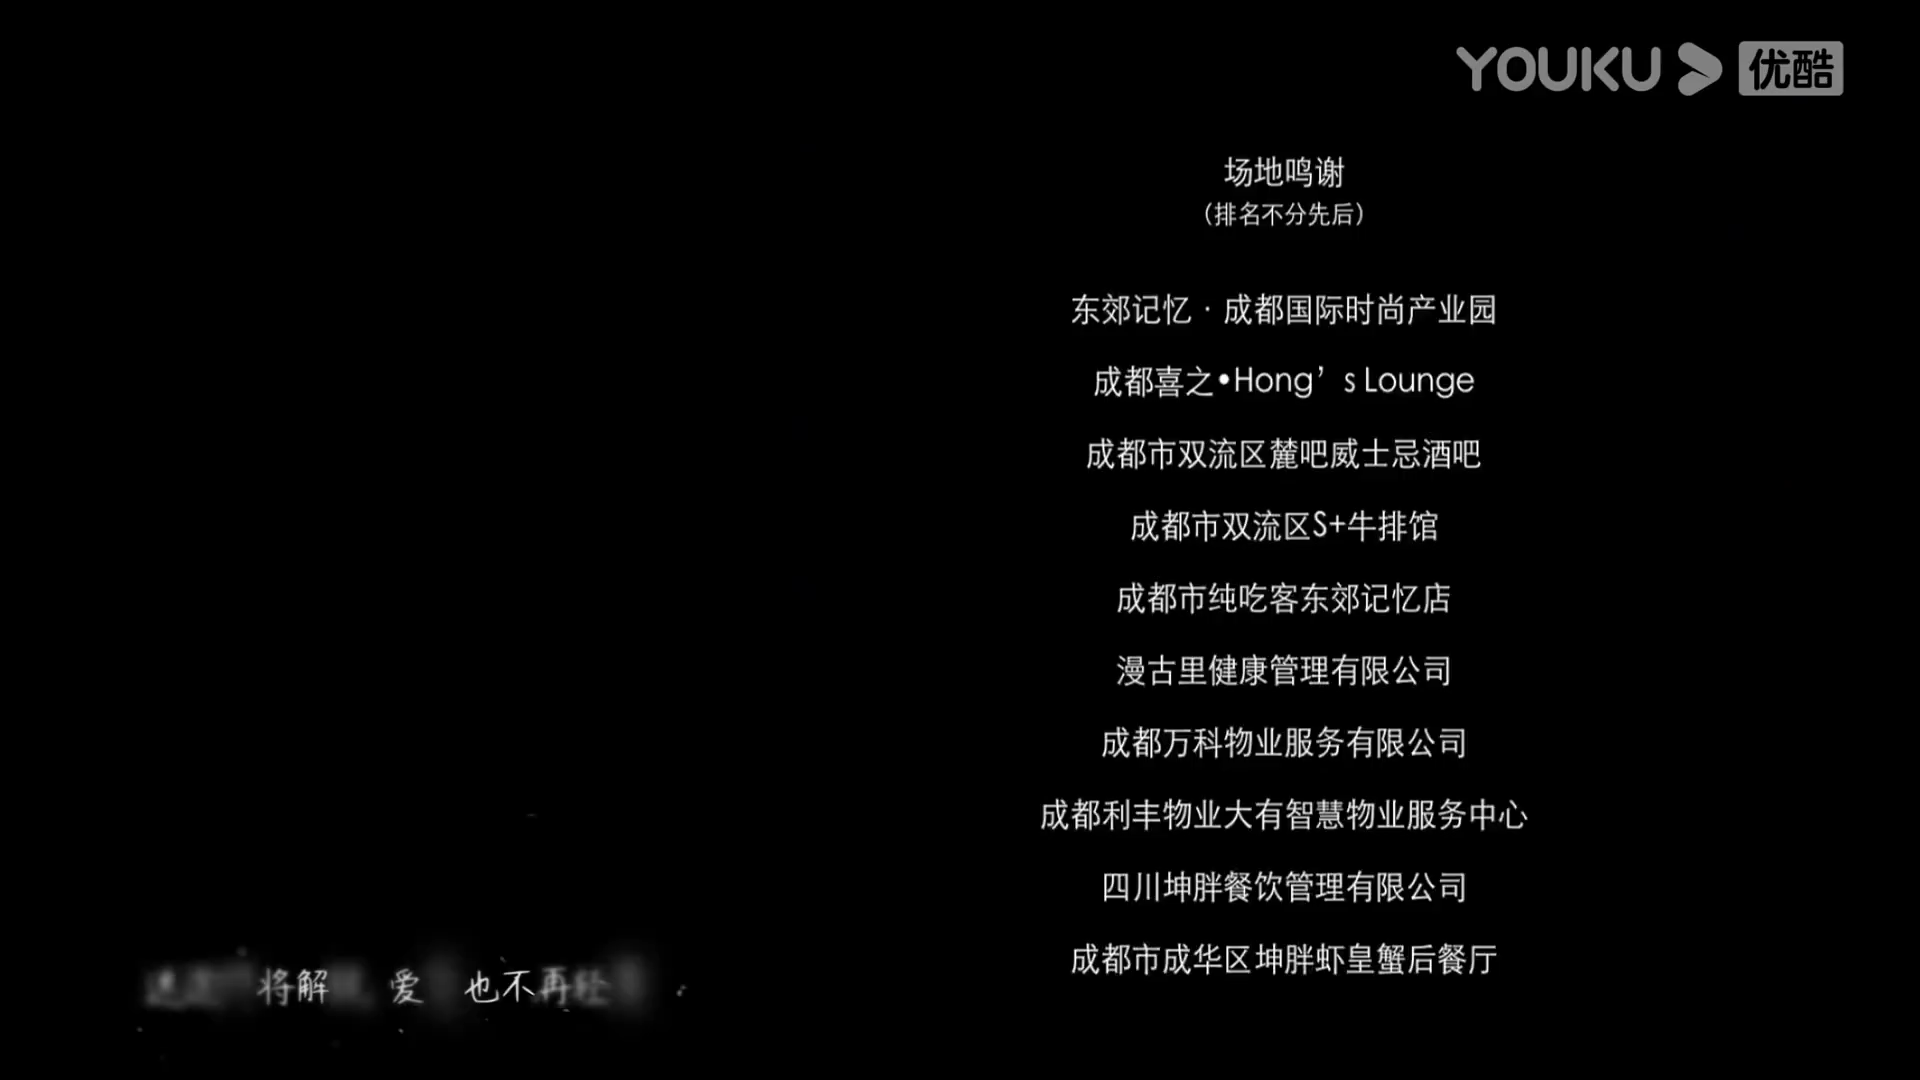 YOUKU 优酷
场地鸣谢
（排名不分先后）
东郊记忆·成都国际时尚产业园
成都喜之•Hong’s Lounge
成都市双流区麓吧威士忌酒吧
成都市双流区S+牛排馆
成都市纯吃客东郊记忆店
漫古里健康管理有限公司
成都万科物业服务有限公司
成都利丰物业大有智慧物业服务中心
四川坤胖餐饮管理有限公司
成都市成华区坤胖虾皇蟹后餐厅
将解 爱 也不再